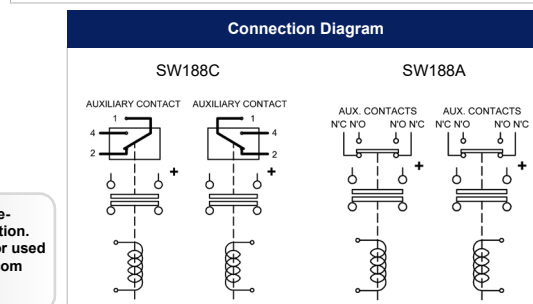 Connection Diagram
SW188C
SW188A
AUXILIARY CONTACT
AUXILIARY CONTACT
1
4
2
+
1
4
2
+
AUX. CONTACTS
N'C N'O
N'O N'C
+
AUX. CONTACTS
N'C N'O
N'O N'C
+
e-
tion.
or used
om